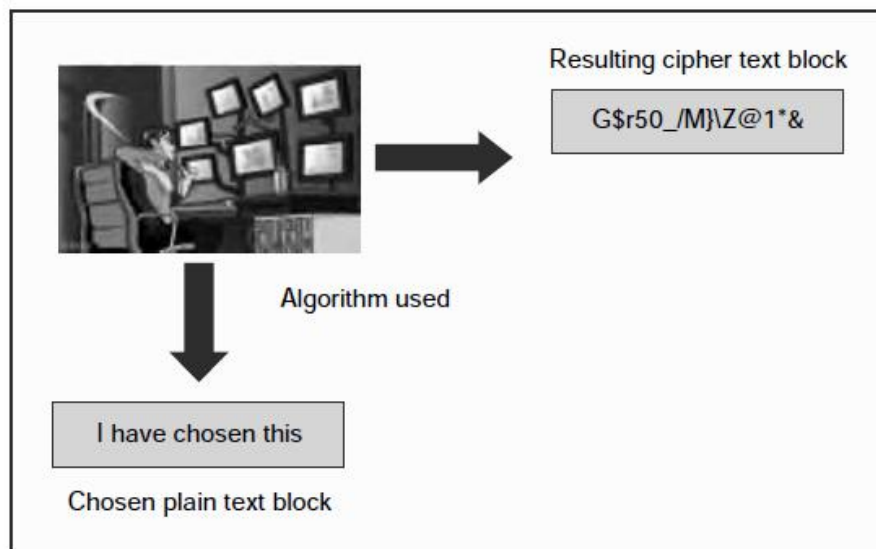 Resulting cipher text block
G$r50_/M}\Z@1*&
Algorithm used
I have chosen this
Chosen plain text block